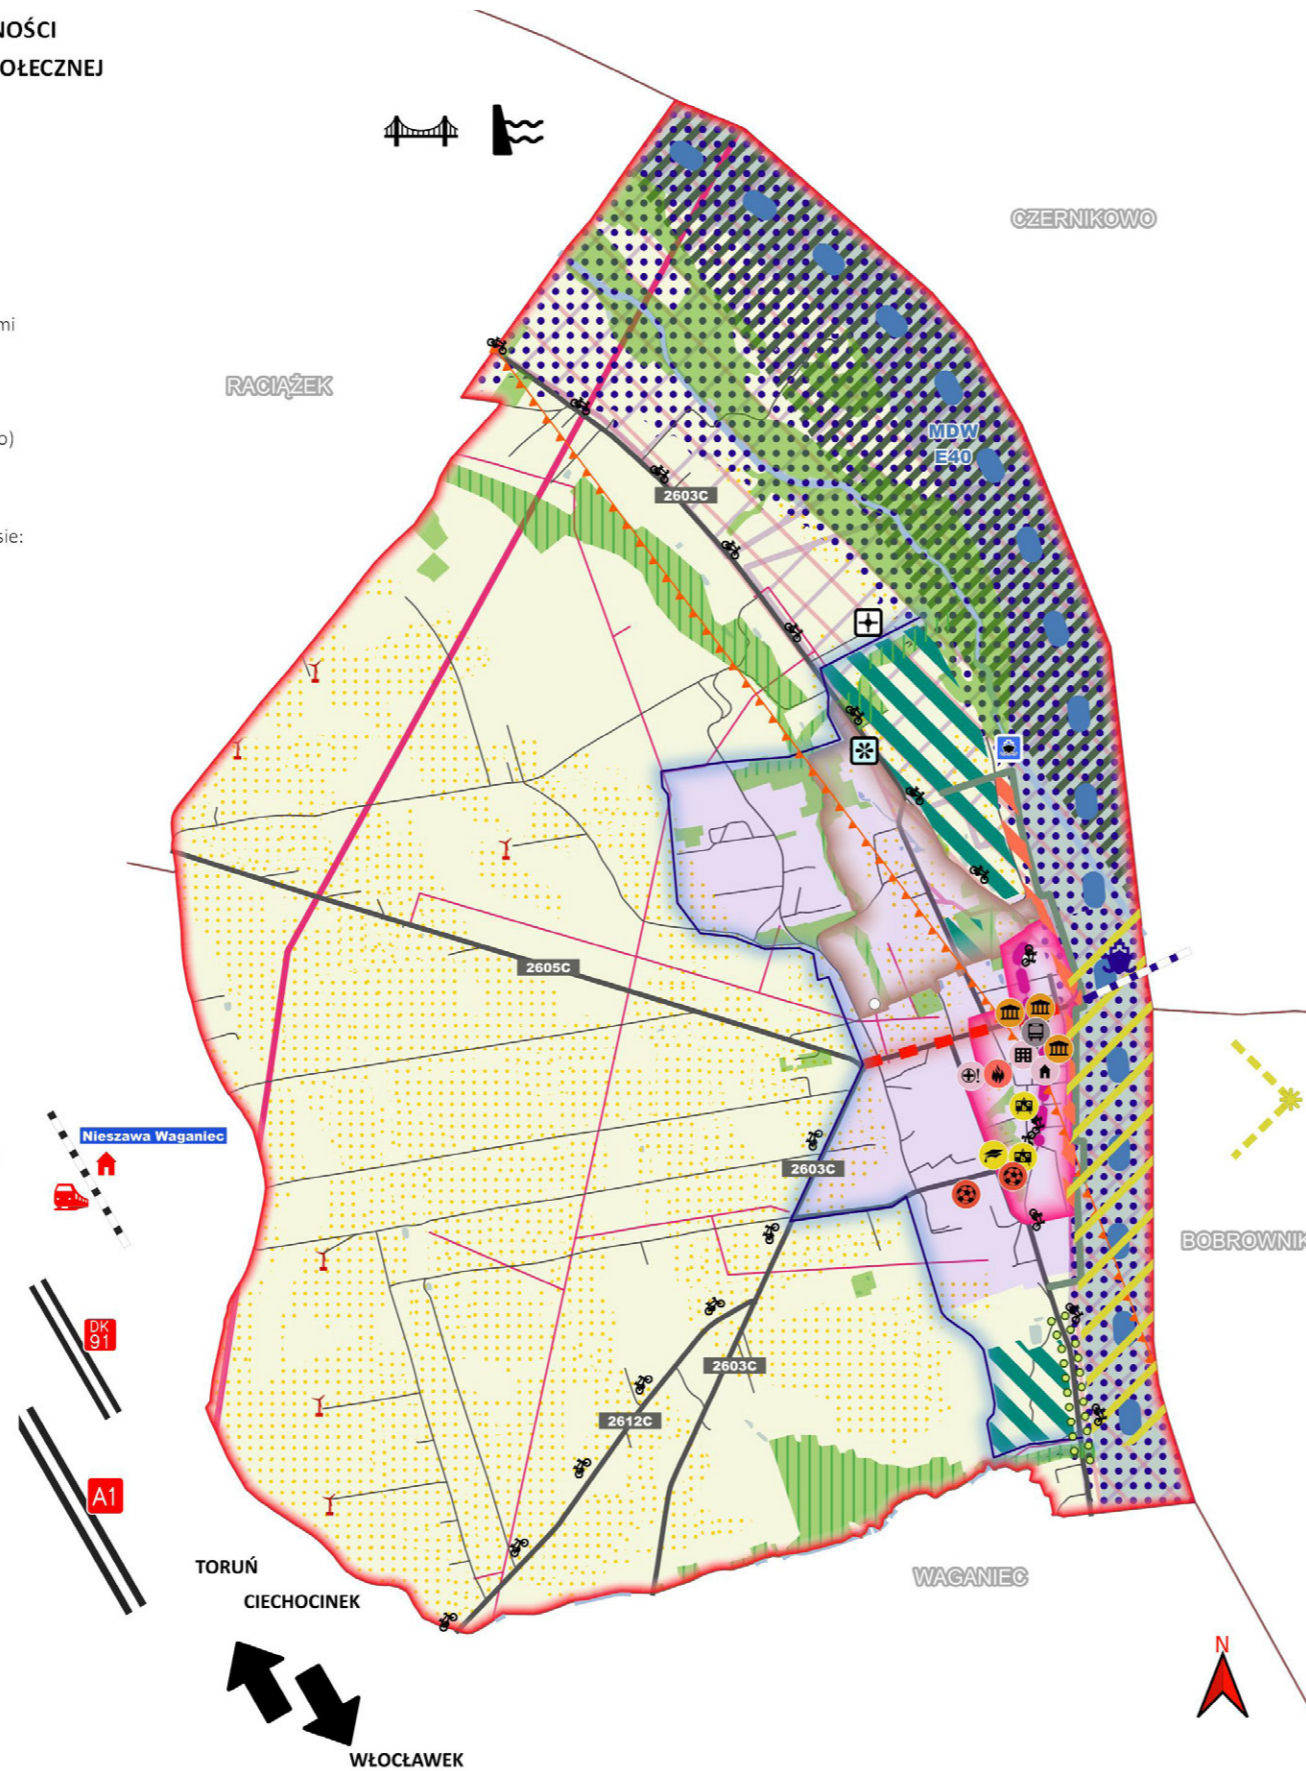 NOŚCI
OŁECZNEJ
CZERNIKOWO
mi
RACIĄŻEK
o)
MDW
E40
2603C
sie:
2605C
Nieszawa Waganiec
2603C
BOBROWNIK
DK
91
2603C
2612C
A1
TORUŃ
WAGANIEC
CIECHOCINEK
N
WŁOCŁAWEK